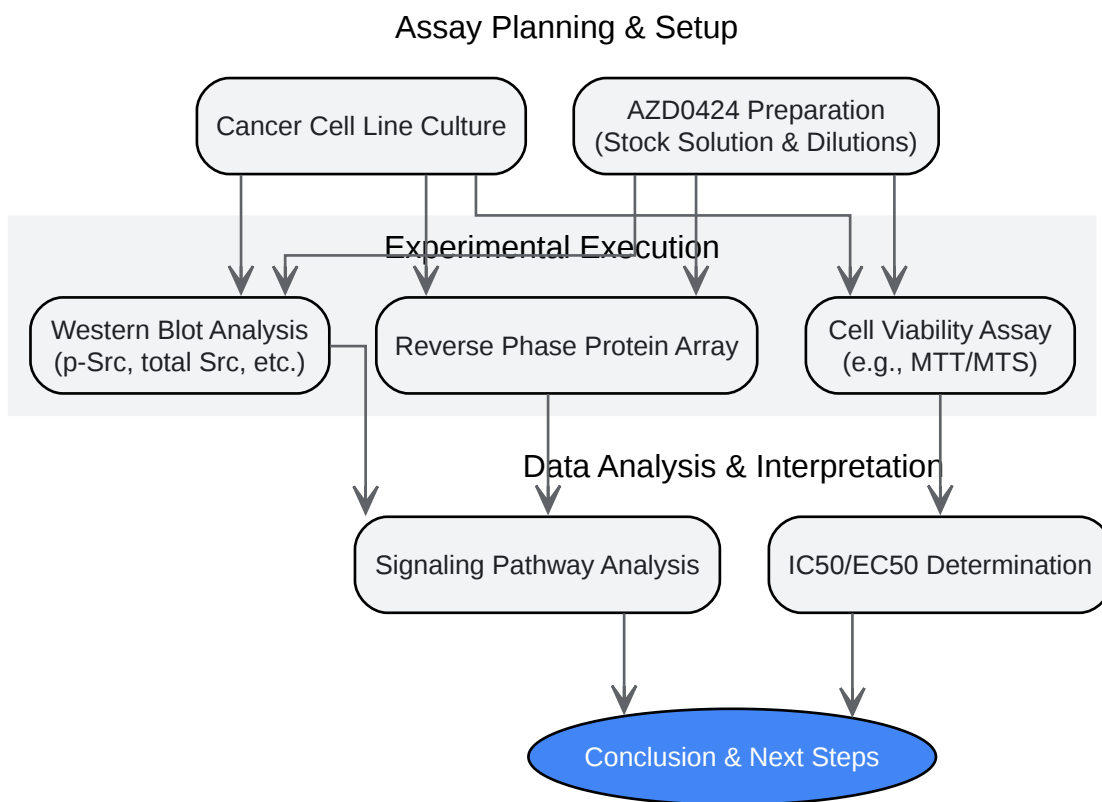 Assay Planning & Setup
Cancer Cell Line Culture
AZD0424 Preparation
(Stock Solution & Dilutions)
Experimental Execution
Western Blot Analysis
(p-Src, total Src, etc.)
Reverse Phase Protein Array
Cell Viability Assay
(e.g., MTT/MTS)
Data Analysis & Interpretation
Signaling Pathway Analysis
IC50/EC50 Determination
Conclusion & Next Steps